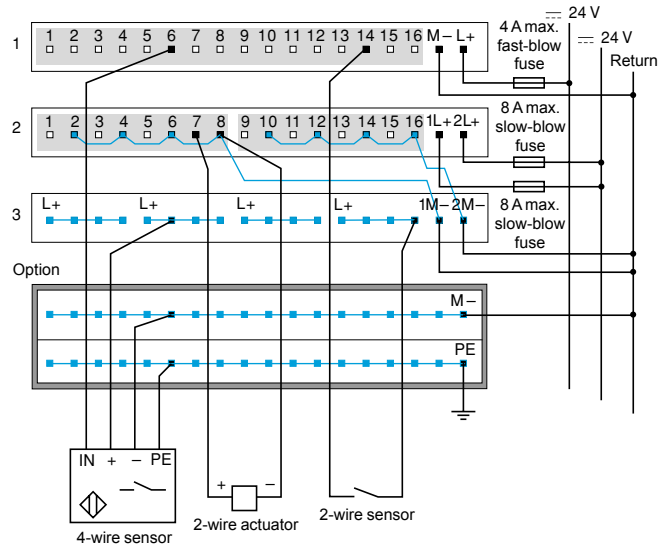 ⎓ 24 V
1 1 2 3 4 5 6 7 8 9 10 11 12 13 14 15 16 M− L+
4 A max.
fast-blow
fuse
⎓ 24 V
Return
2 1 2 3 4 5 6 7 8 9 10 11 12 13 14 15 16 1L+ 2L+
8 A max.
slow-blow
fuse
3 L+ L+ L+ L+ 1M− 2M−
8 A max.
slow-blow
fuse
Option
M−
PE
IN + − PE
4-wire sensor
+ −
2-wire actuator
2-wire sensor